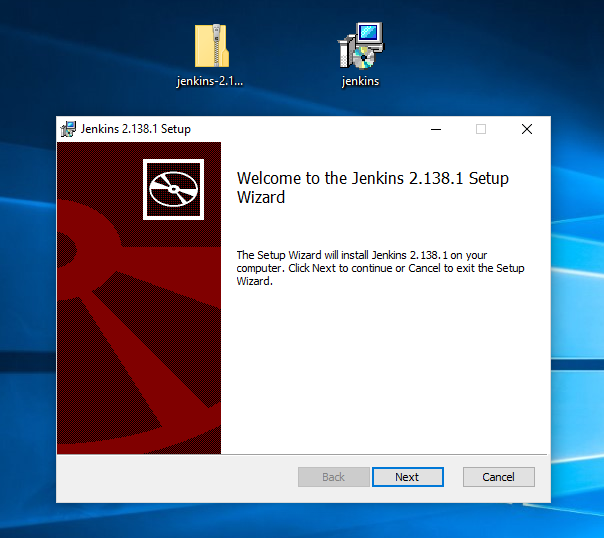 jenkins-2.1...
jenkins
Jenkins 2.138.1 Setup
Welcome to the Jenkins 2.138.1 Setup
Wizard
The Setup Wizard will install Jenkins 2.138.1 on your
computer. Click Next to continue or Cancel to exit the Setup
Wizard.
Back
Next
Cancel